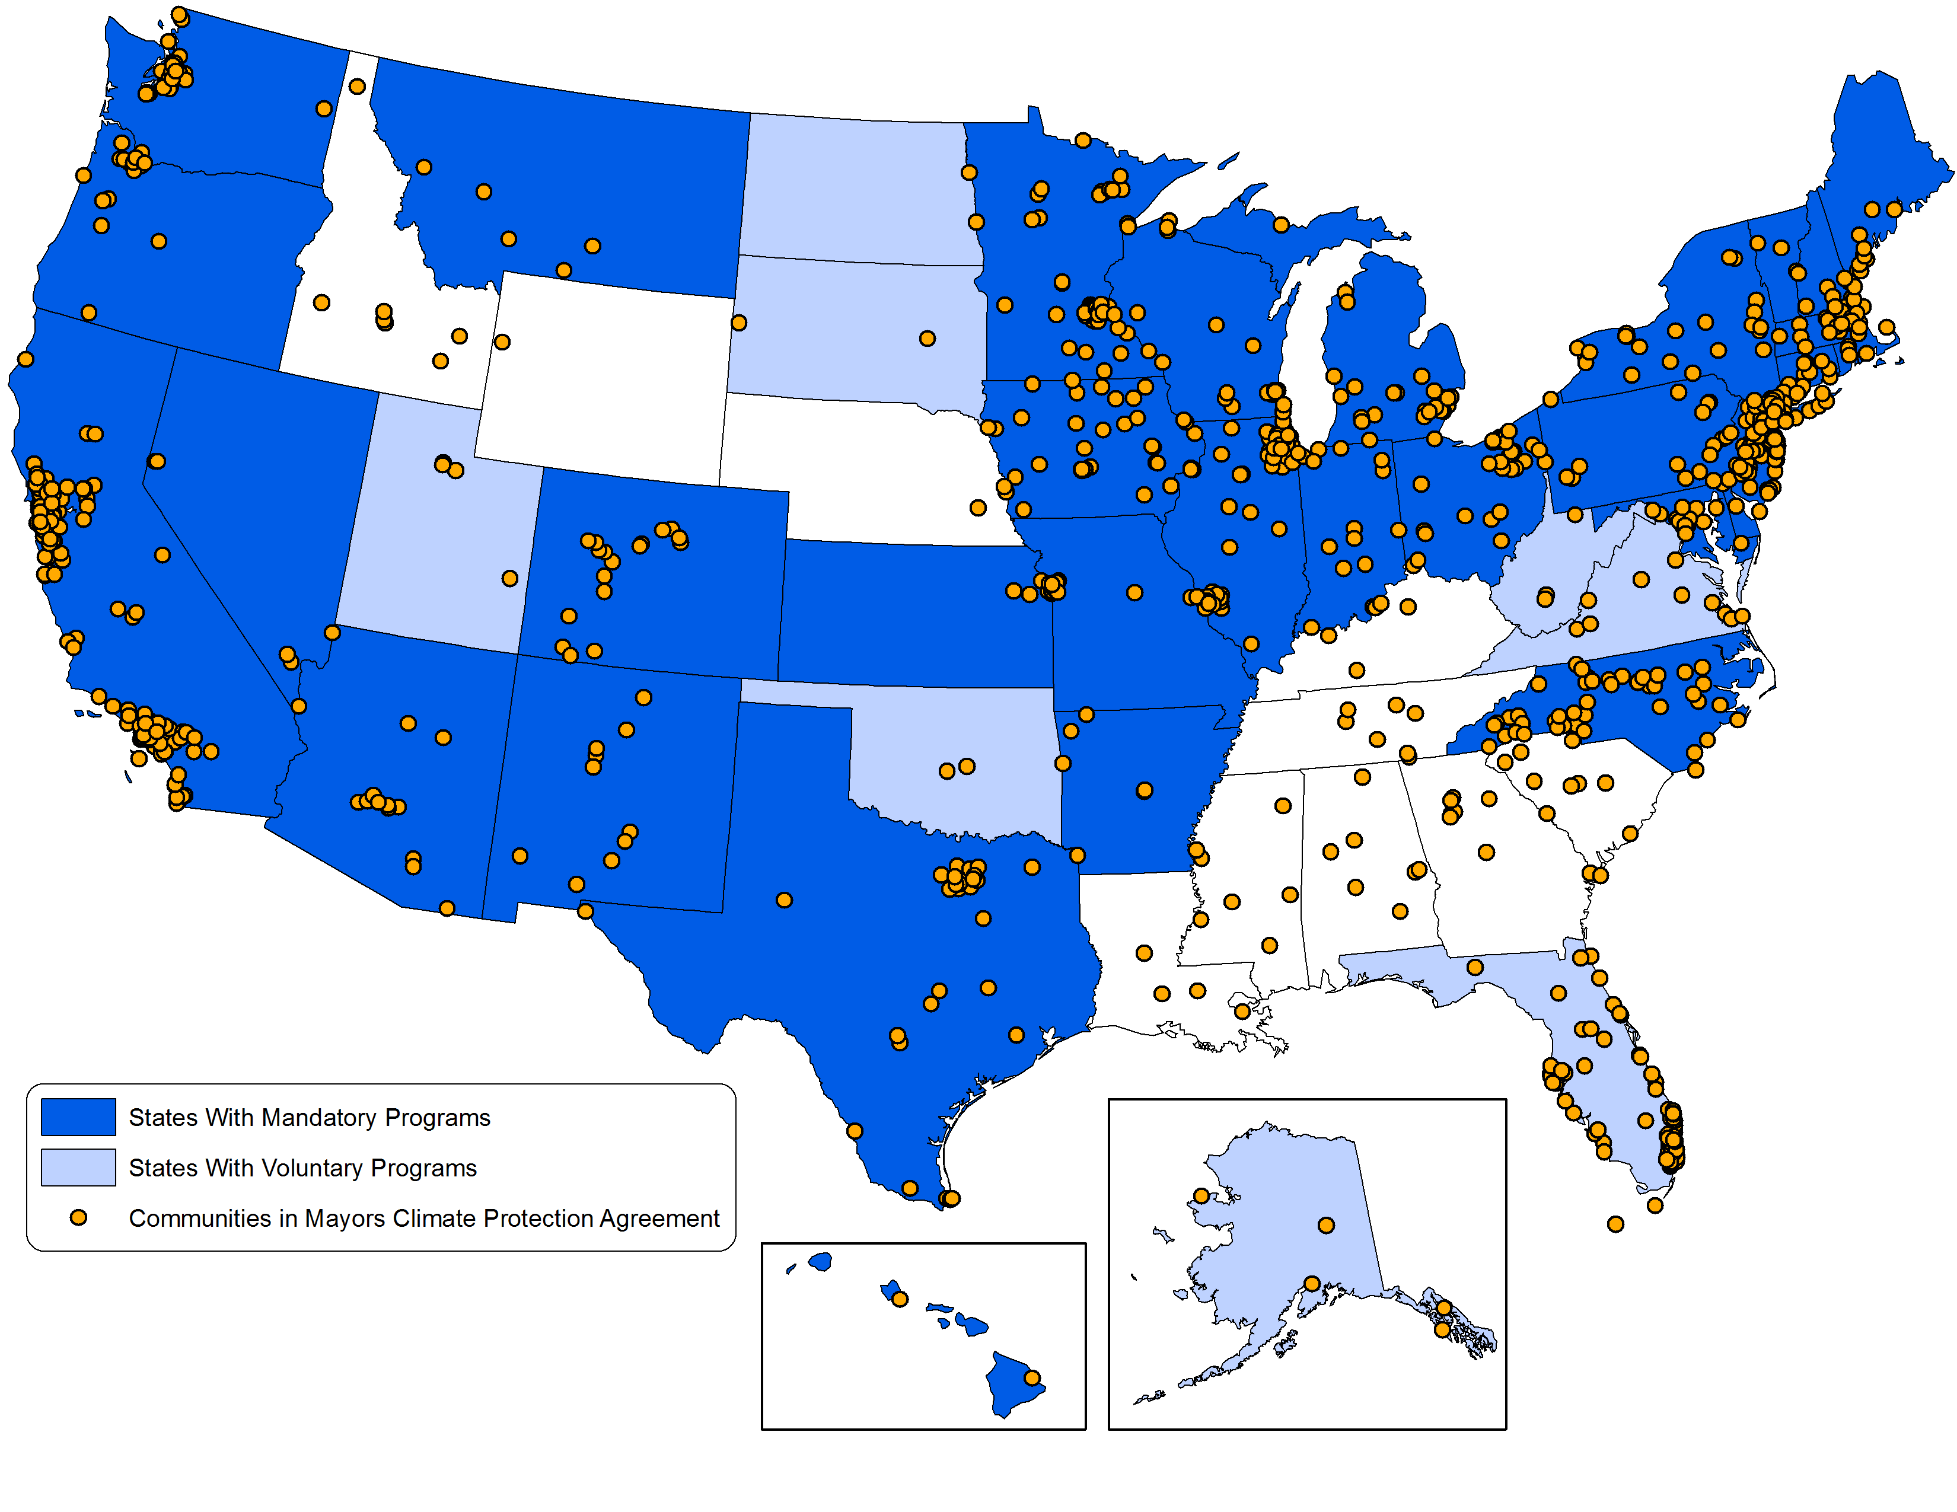 States With Mandatory Programs
States With Voluntary Programs
Communities in Mayors Climate Protection Agreement